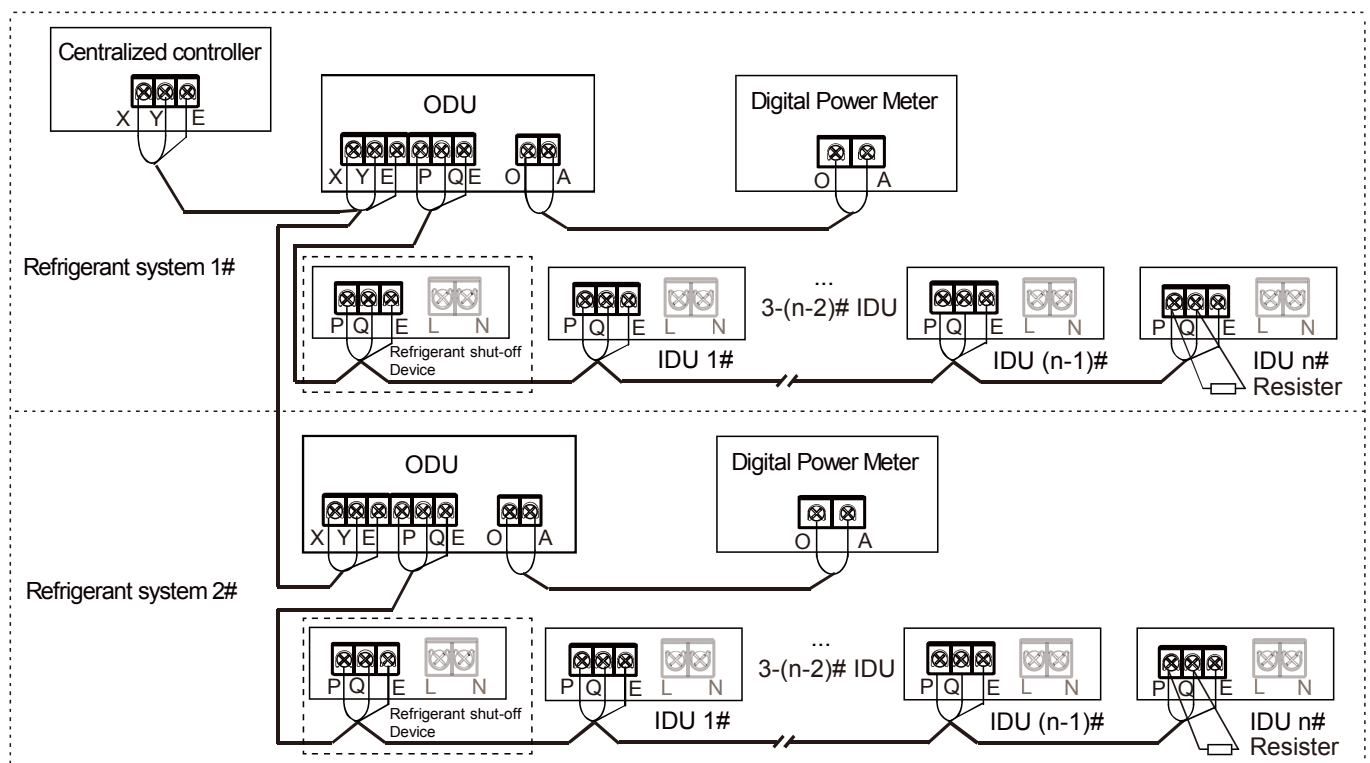 Centralized controller
X Y E
ODU
X Y E P Q E O A
Digital Power Meter
O A
Refrigerant system 1#
P Q E L N
Refrigerant shut-off
Device
P Q E L N
IDU 1#
...
3-(n-2)# IDU
P Q E L N
IDU (n-1)#
P Q E L N
IDU n#
Resister
ODU
X Y E P Q E O A
Digital Power Meter
O A
Refrigerant system 2#
P Q E L N
Refrigerant shut-off
Device
P Q E L N
IDU 1#
...
3-(n-2)# IDU
P Q E L N
IDU (n-1)#
P Q E L N
IDU n#
Resister